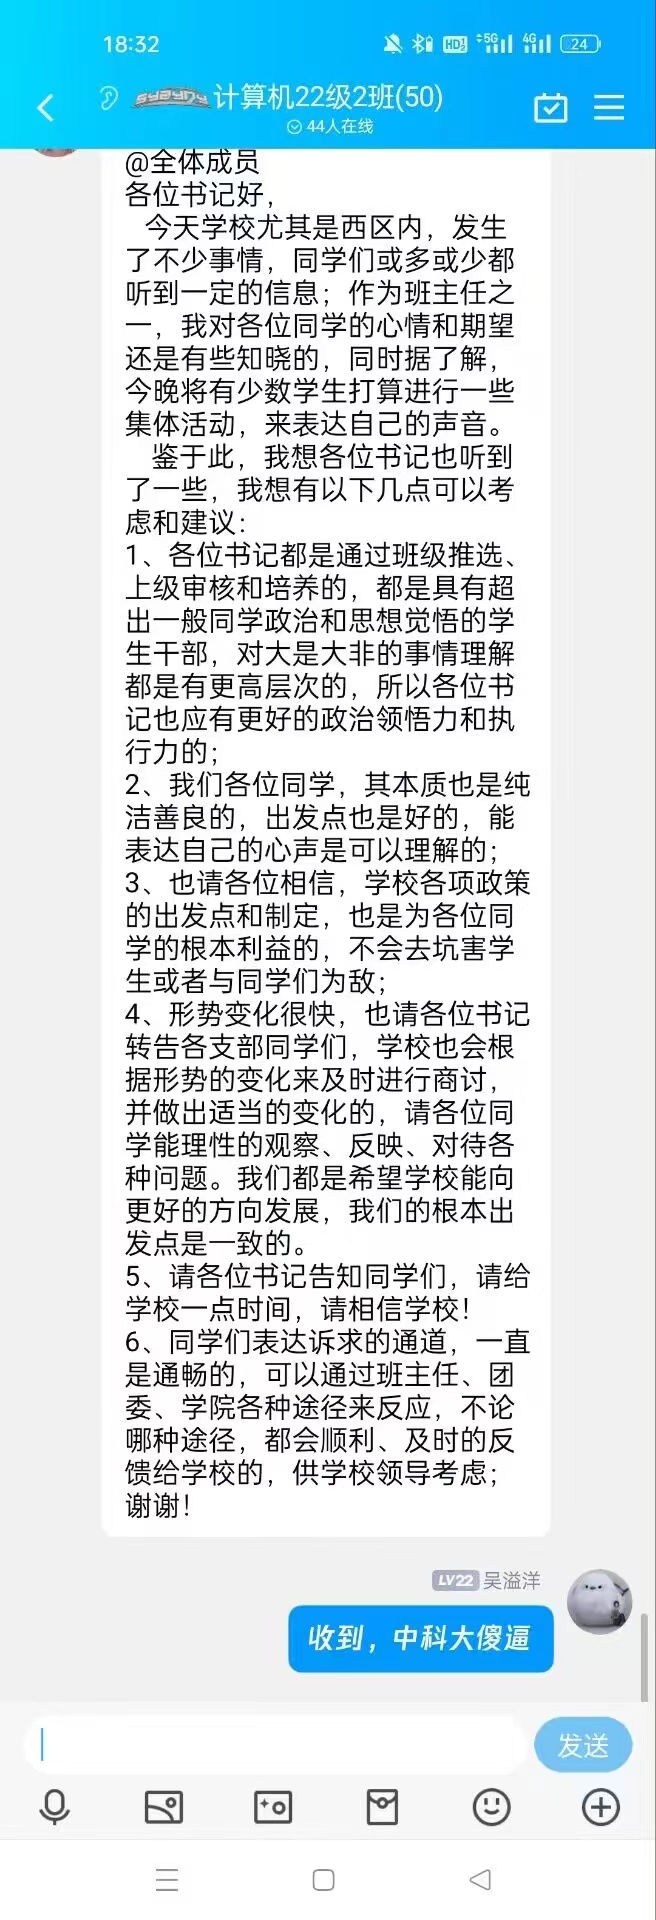 18:32
HD 5G 4G 24
计算机22级2班(50)
44人在线
@全体成员
各位书记好，
今天学校尤其是西区内，发生
了不少事情，同学们或多或少都
听到一定的信息；作为班主任之
一，我对各位同学的心情和期望
还是有些知晓的，同时据了解，
今晚将有少数学生打算进行一些
集体活动，来表达自己的声音。
鉴于此，我想各位书记也听到
了一些，我想有以下几点可以考
虑和建议：
1、各位书记都是通过班级推选、
上级审核和培养的，都是具有超
出一般同学政治和思想觉悟的学
生干部，对大是大非的事情理解
都是有更高层次的，所以各位书
记也应有更好的政治领悟力和执
行力的；
2、我们各位同学，其本质也是纯
洁善良的，出发点也是好的，能
表达自己的心声是可以理解的；
3、也请各位相信，学校各项政策
的出发点和制定，也是为各位同
学的根本利益的，不会去坑害学
生或者与同学们为敌；
4、形势变化很快，也请各位书记
转告各支部同学们，学校也会根
据形势的变化来及时进行商讨，
并做出适当的变化的，请各位同
学能理性的观察、反映、对待各
种问题。我们都是希望学校能向
更好的方向发展，我们的根本出
发点是一致的。
5、请各位书记告知同学们，请给
学校一点时间，请相信学校！
6、同学们表达诉求的通道，一直
是通畅的，可以通过班主任、团
委、学院各种途径来反应，不论
哪种途径，都会顺利、及时的反
馈给学校的，供学校领导考虑；
谢谢！
LV22 吴溢洋
收到，中科大傻逼
发送